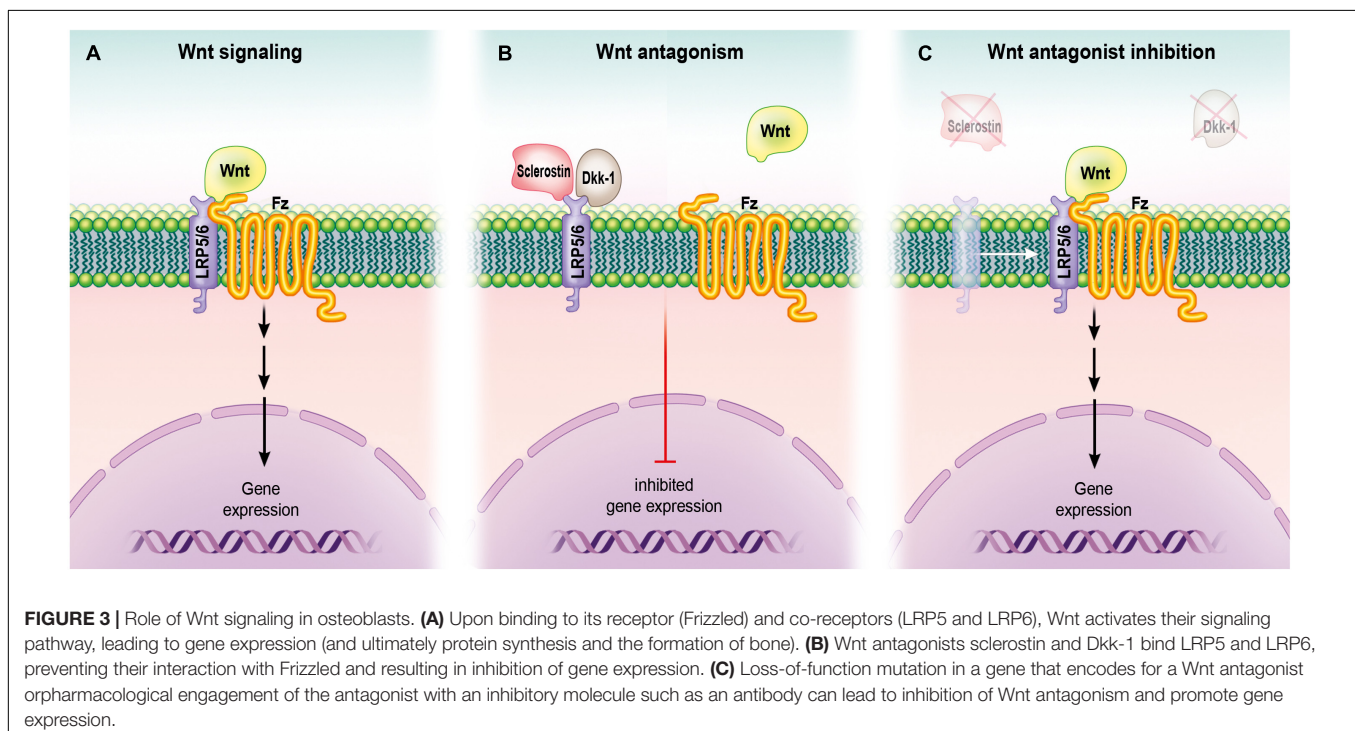 A Wnt signaling
B Wnt antagonism
C Wnt antagonist inhibition
Wnt
Fz
LRP5/6
Gene
expression
Sclerostin
Dkk-1
Wnt
Fz
LRP5/6
inhibited
gene expression
Sclerostin
Dkk-1
Wnt
Fz
LRP5/6
Gene
expression
FIGURE 3 | Role of Wnt signaling in osteoblasts. (A) Upon binding to its receptor (Frizzled) and co-receptors (LRP5 and LRP6), Wnt activates their signaling
pathway, leading to gene expression (and ultimately protein synthesis and the formation of bone). (B) Wnt antagonists sclerostin and Dkk-1 bind LRP5 and LRP6,
preventing their interaction with Frizzled and resulting in inhibition of gene expression. (C) Loss-of-function mutation in a gene that encodes for a Wnt antagonist
orpharmacological engagement of the antagonist with an inhibitory molecule such as an antibody can lead to inhibition of Wnt antagonism and promote gene
expression.